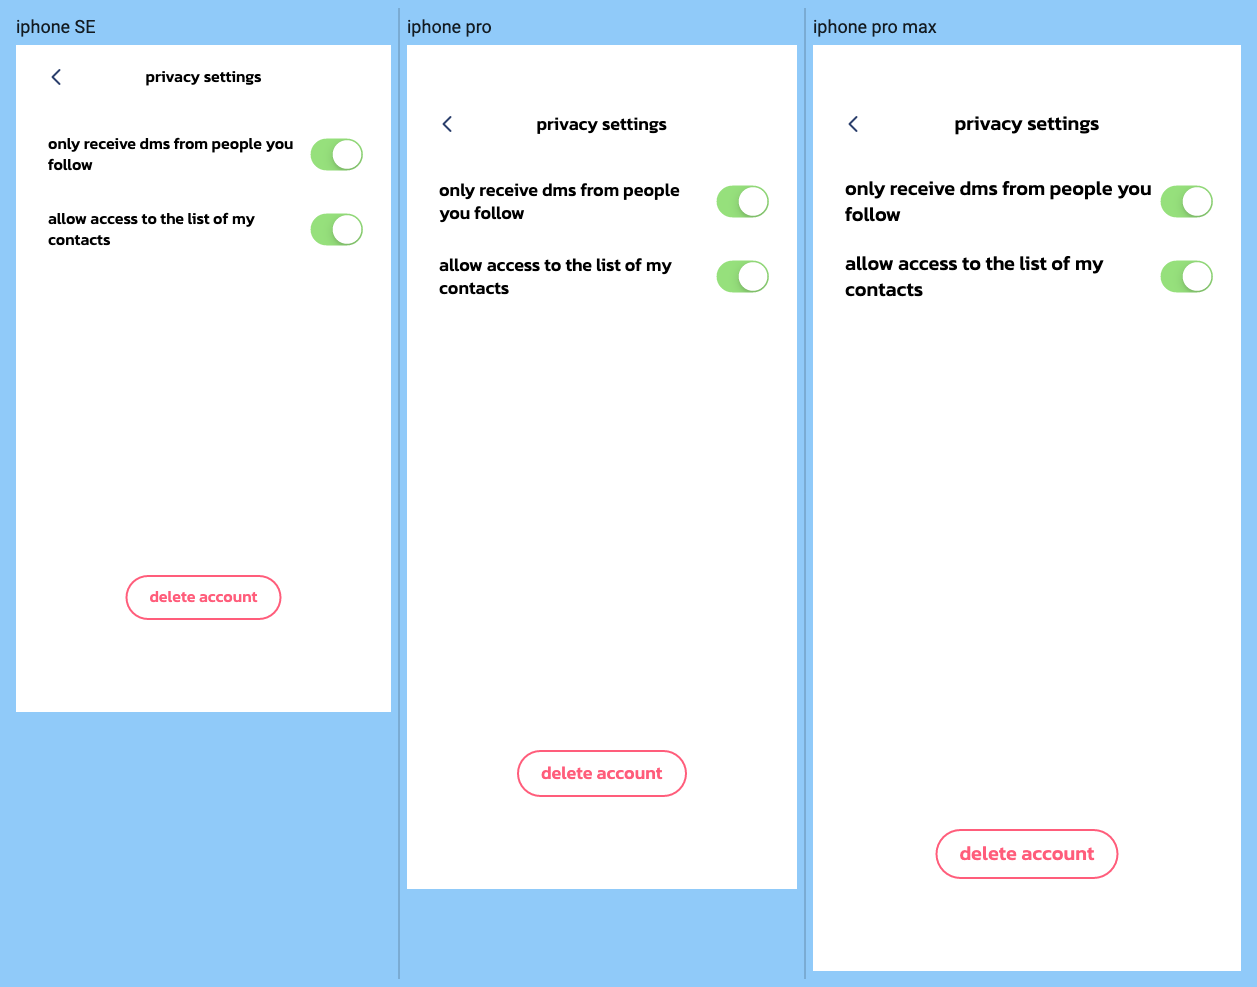 iphone SE
privacy settings
only receive dms from people you
follow
allow access to the list of my
contacts
delete account
iphone pro
privacy settings
only receive dms from people
you follow
allow access to the list of my
contacts
delete account
iphone pro max
privacy settings
only receive dms from people you
follow
allow access to the list of my
contacts
delete account